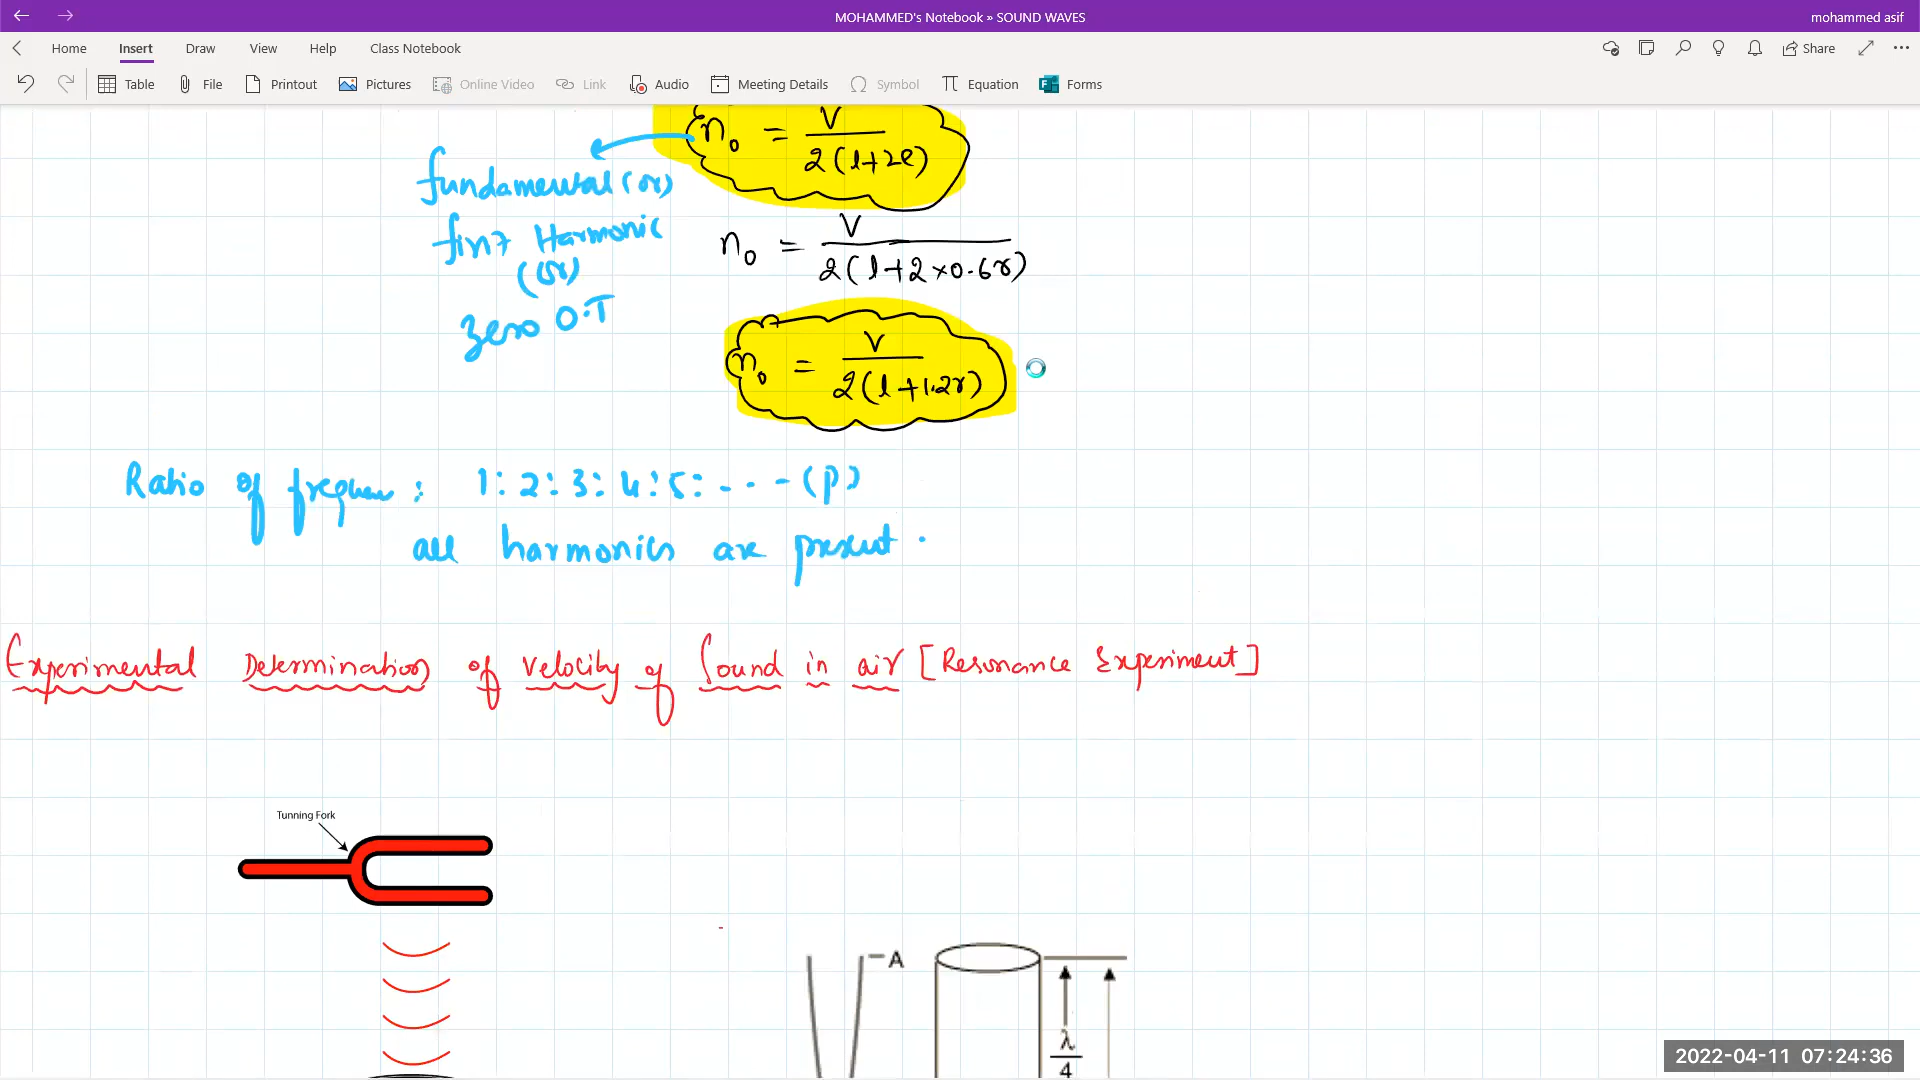 MOHAMMED's Notebook » SOUND WAVES
mohammed asif
Home Insert Draw View Help Class Notebook
Share
Table File Printout Pictures Online Video Link Audio Meeting Details Symbol Equation Forms
n₀ = V / 2(l+2e)
fundamental (or)
first Harmonic
(or)
zero O.T
n₀ = V / 2(l+2×0.6r)
n₀ = V / 2(l+1.2r)
Ratio of frequen : 1:2:3:4:5: - - - - (P)
all harmonics are present .
Experimental Determination of velocity of Sound in air [Resonance Experiment]
Tunning Fork
A
λ/4
2022-04-11 07:24:36